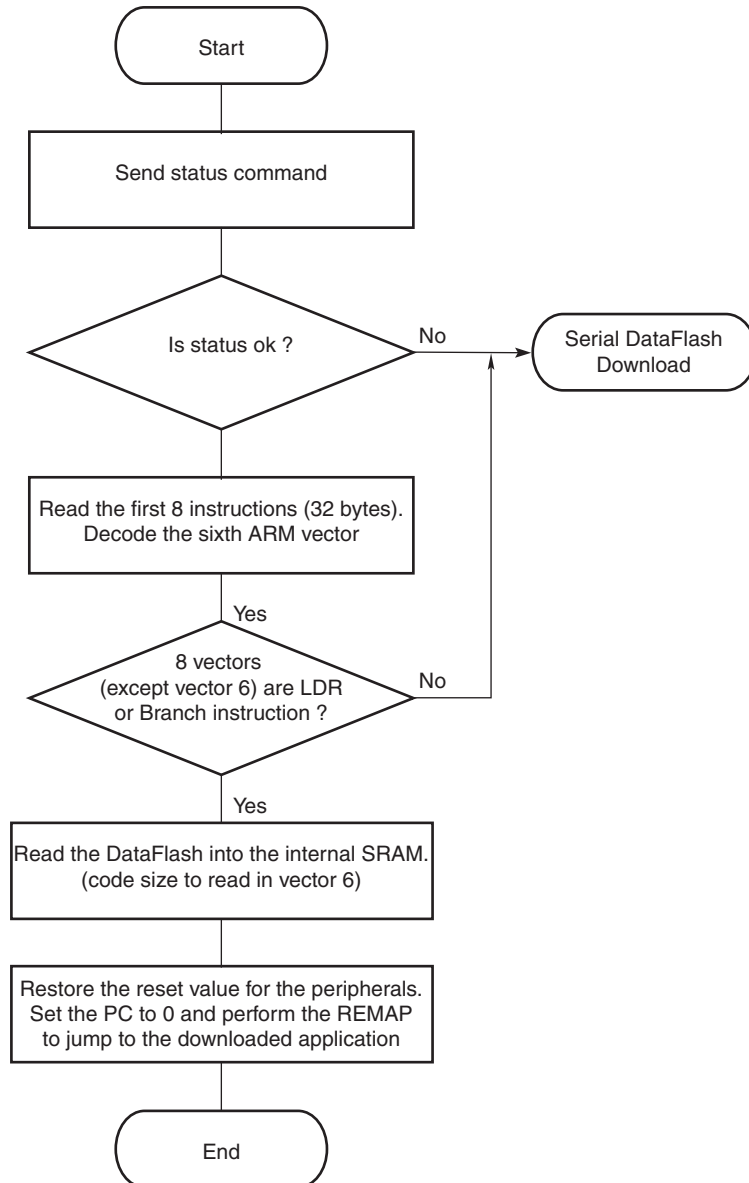 Start
Send status command
Is status ok ?
No
Serial DataFlash
Download
Read the first 8 instructions (32 bytes).
Decode the sixth ARM vector
Yes
8 vectors
(except vector 6) are LDR
or Branch instruction ?
No
Yes
Read the DataFlash into the internal SRAM.
(code size to read in vector 6)
Restore the reset value for the peripherals.
Set the PC to 0 and perform the REMAP
to jump to the downloaded application
End